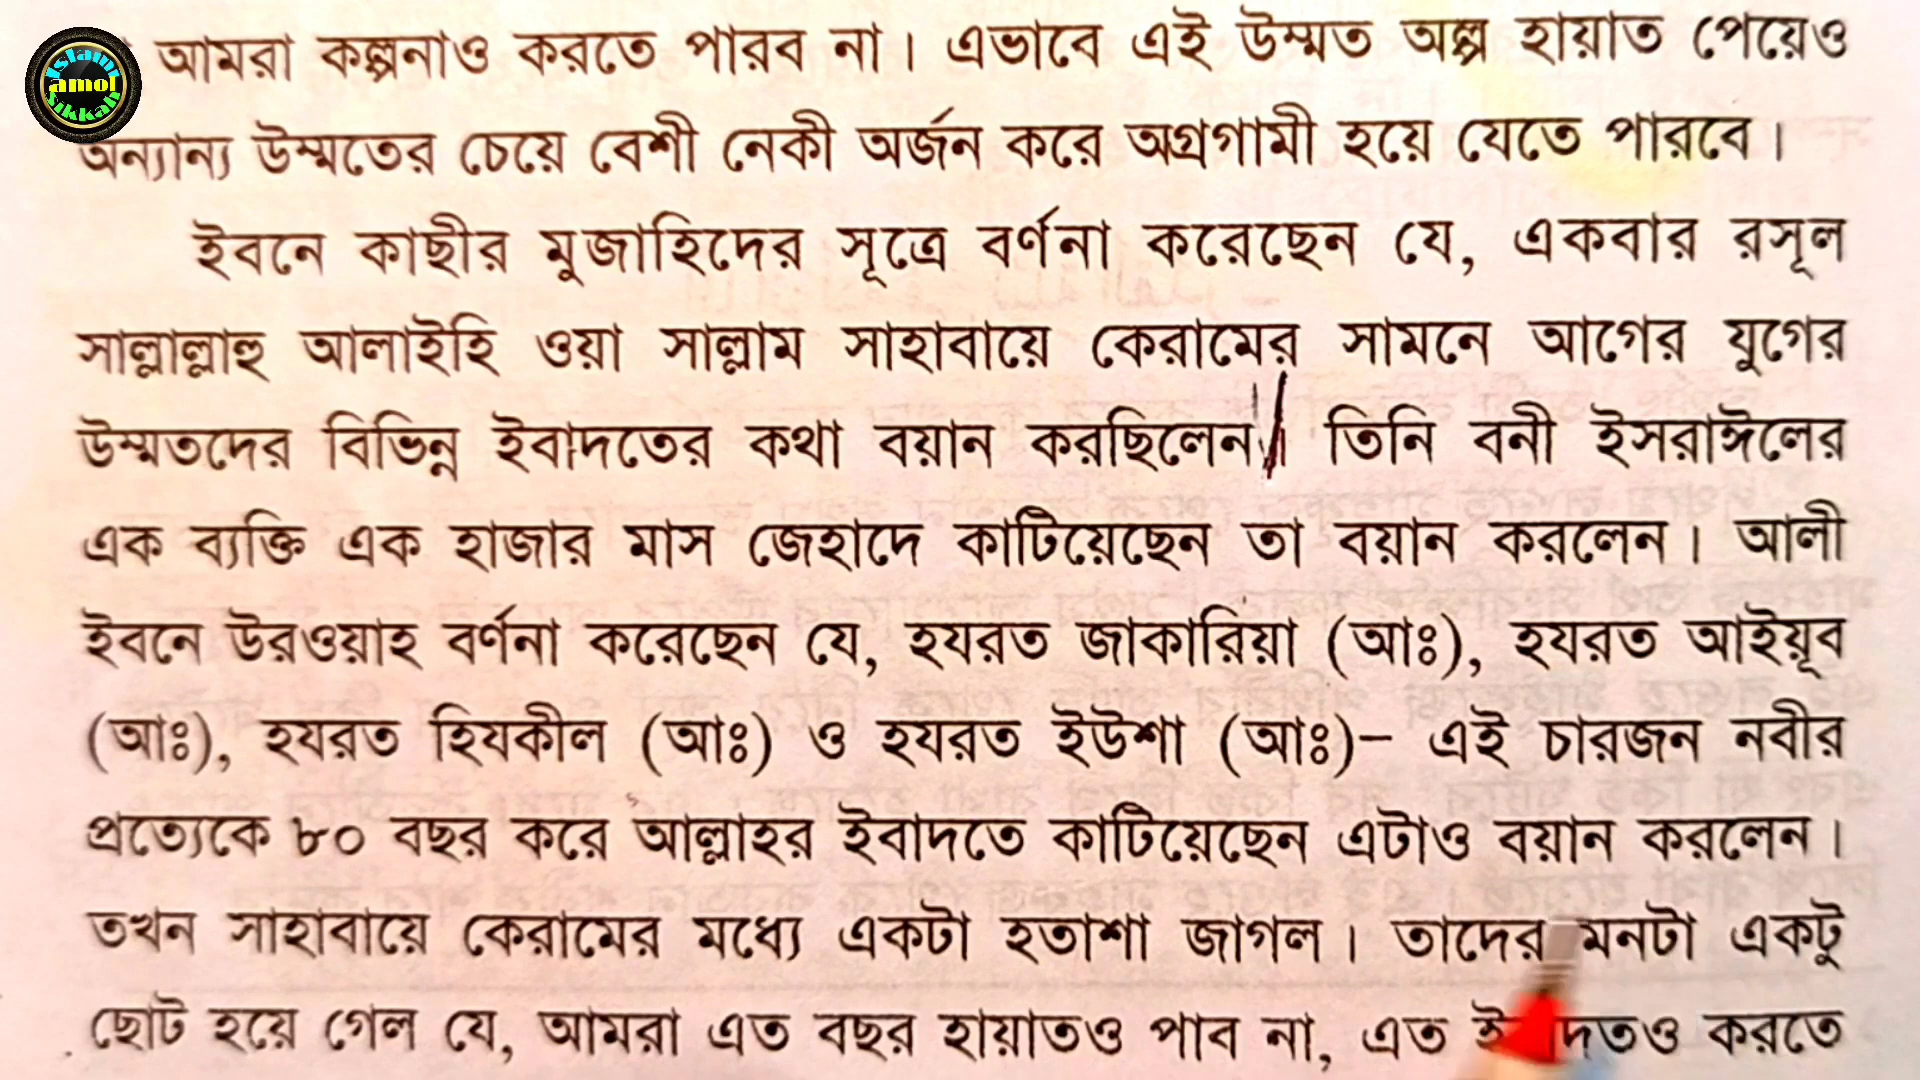 Islam
amol
sikkah
আমরা কল্পনাও করতে পারব না। এভাবে এই উম্মত অল্প হায়াত পেয়েও
অন্যান্য উম্মতের চেয়ে বেশী নেকী অর্জন করে অগ্রগামী হয়ে যেতে পারবে।
ইবনে কাছীর মুজাহিদের সূত্রে বর্ণনা করেছেন যে, একবার রসূল
সাল্লাল্লাহু আলাইহি ওয়া সাল্লাম সাহাবায়ে কেরামের সামনে আগের যুগের
উম্মতদের বিভিন্ন ইবাদতের কথা বয়ান করছিলেন। তিনি বনী ইসরাঈলের
এক ব্যক্তি এক হাজার মাস জেহাদে কাটিয়েছেন তা বয়ান করলেন। আলী
ইবনে উরওয়াহ বর্ণনা করেছেন যে, হযরত জাকারিয়া (আঃ), হযরত আইয়ূব
(আঃ), হযরত হিযকীল (আঃ) ও হযরত ইউশা (আঃ)– এই চারজন নবীর
প্রত্যেকে ৮০ বছর করে আল্লাহর ইবাদতে কাটিয়েছেন এটাও বয়ান করলেন।
তখন সাহাবায়ে কেরামের মধ্যে একটা হতাশা জাগল। তাদের মনটা একটু
ছোট হয়ে গেল যে, আমরা এত বছর হায়াতও পাব না, এত করতে